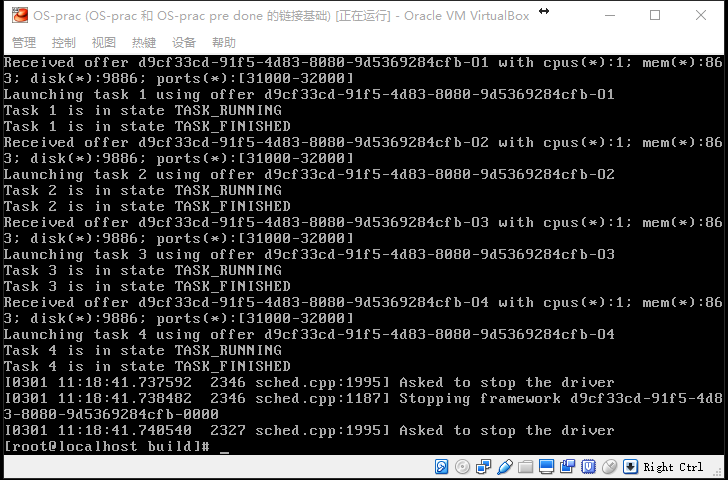 OS-prac (OS-prac 和 OS-prac pre done 的链接基础) [正在运行] - Oracle VM VirtualBox
管理 控制 视图 热键 设备 帮助
Received offer d9cf33cd-91f5-4d83-8080-9d5369284cfb-O1 with cpus(*):1; mem(*):86
3; disk(*):9886; ports(*):[31000-32000]
Launching task 1 using offer d9cf33cd-91f5-4d83-8080-9d5369284cfb-O1
Task 1 is in state TASK_RUNNING
Task 1 is in state TASK_FINISHED
Received offer d9cf33cd-91f5-4d83-8080-9d5369284cfb-O2 with cpus(*):1; mem(*):86
3; disk(*):9886; ports(*):[31000-32000]
Launching task 2 using offer d9cf33cd-91f5-4d83-8080-9d5369284cfb-O2
Task 2 is in state TASK_RUNNING
Task 2 is in state TASK_FINISHED
Received offer d9cf33cd-91f5-4d83-8080-9d5369284cfb-O3 with cpus(*):1; mem(*):86
3; disk(*):9886; ports(*):[31000-32000]
Launching task 3 using offer d9cf33cd-91f5-4d83-8080-9d5369284cfb-O3
Task 3 is in state TASK_RUNNING
Task 3 is in state TASK_FINISHED
Received offer d9cf33cd-91f5-4d83-8080-9d5369284cfb-O4 with cpus(*):1; mem(*):86
3; disk(*):9886; ports(*):[31000-32000]
Launching task 4 using offer d9cf33cd-91f5-4d83-8080-9d5369284cfb-O4
Task 4 is in state TASK_RUNNING
Task 4 is in state TASK_FINISHED
I0301 11:18:41.737592  2346 sched.cpp:1995] Asked to stop the driver
I0301 11:18:41.738482  2346 sched.cpp:1187] Stopping framework d9cf33cd-91f5-4d8
3-8080-9d5369284cfb-0000
I0301 11:18:41.740540  2327 sched.cpp:1995] Asked to stop the driver
[root@localhost build]# _
Right Ctrl